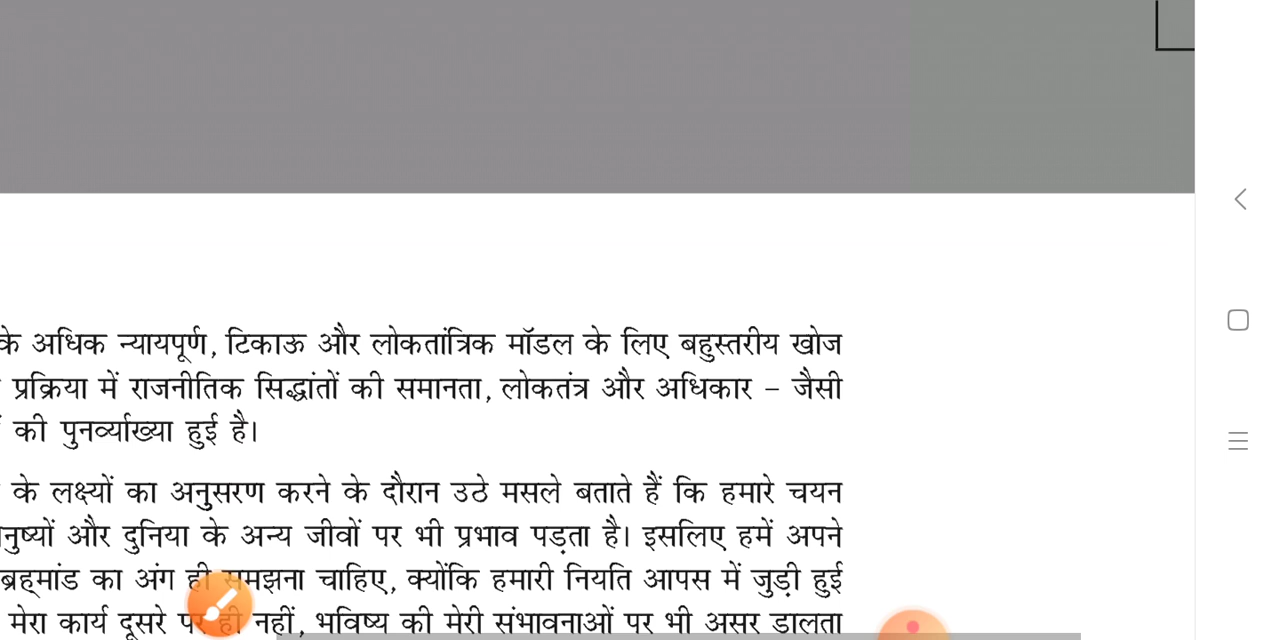 के अधिक न्यायपूर्ण, टिकाऊ और लोकतांत्रिक मॉडल के लिए बहुस्तरीय खोज
प्रक्रिया में राजनीतिक सिद्धांतों की समानता, लोकतंत्र और अधिकार – जैसी
की पुनर्व्याख्या हुई है।
के लक्ष्यों का अनुसरण करने के दौरान उठे मसले बताते हैं कि हमारे चयन
नुष्यों और दुनिया के अन्य जीवों पर भी प्रभाव पड़ता है। इसलिए हमें अपने
ब्रह्मांड का अंग ही समझना चाहिए, क्योंकि हमारी नियति आपस में जुड़ी हुई
मेरा कार्य दूसरे पर ही नहीं, भविष्य की मेरी संभावनाओं पर भी असर डालता